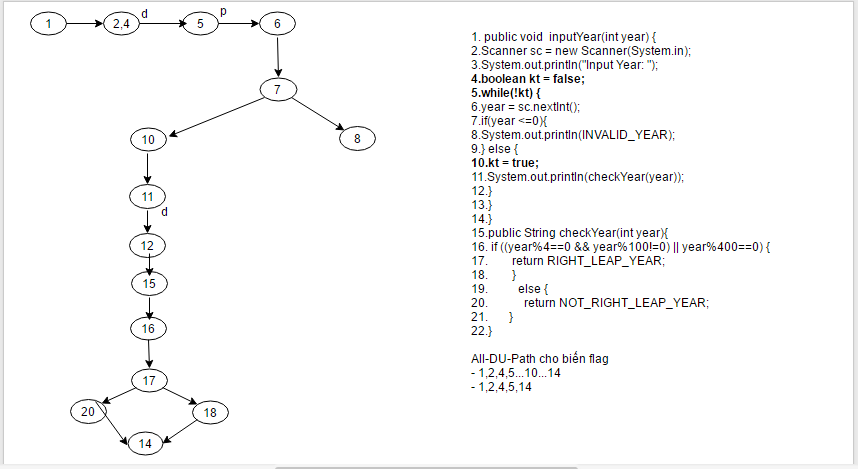 1
2,4
d
5
p
6
7
10
8
11
d
12
15
16
17
20
18
14
1. public void inputYear(int year) {
2.Scanner sc = new Scanner(System.in);
3.System.out.println("Input Year: ");
4.boolean kt = false;
5.while(!kt) {
6.year = sc.nextInt();
7.if(year <=0){
8.System.out.println(INVALID_YEAR);
9.} else {
10.kt = true;
11.System.out.println(checkYear(year));
12.}
13.}
14.}
15.public String checkYear(int year){
16. if ((year%4==0 && year%100!=0) || year%400==0) {
17. return RIGHT_LEAP_YEAR;
18. }
19. else {
20. return NOT_RIGHT_LEAP_YEAR;
21. }
22.}
All-DU-Path cho biến flag
- 1,2,4,5...10...14
- 1,2,4,5,14